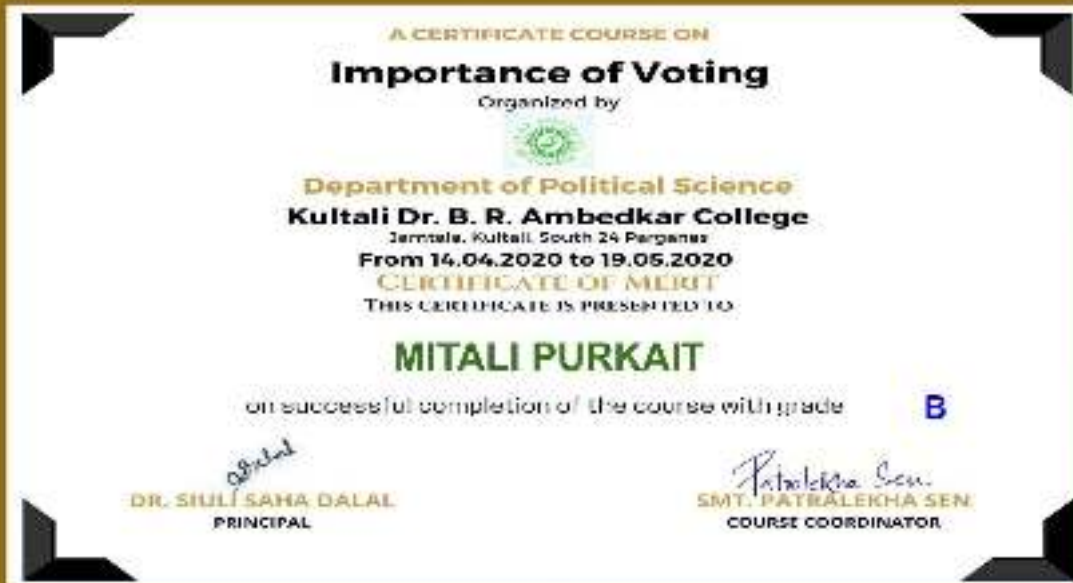 A CERTIFICATE COURSE ON
Importance of Voting
Organized by
Department of Political Science
Kultali Dr. B. R. Ambedkar College
Jamtala, Kultali, South 24 Parganas
From 14.04.2020 to 19.05.2020
CERTIFICATE OF MERIT
THIS CERTIFICATE IS PRESENTED TO
MITALI PURKAIT
on successful completion of the course with grade B
Patralekha Sen.
DR. SIULI SAHA DALAL
SMT. PATRALEKHA SEN
PRINCIPAL
COURSE COORDINATOR